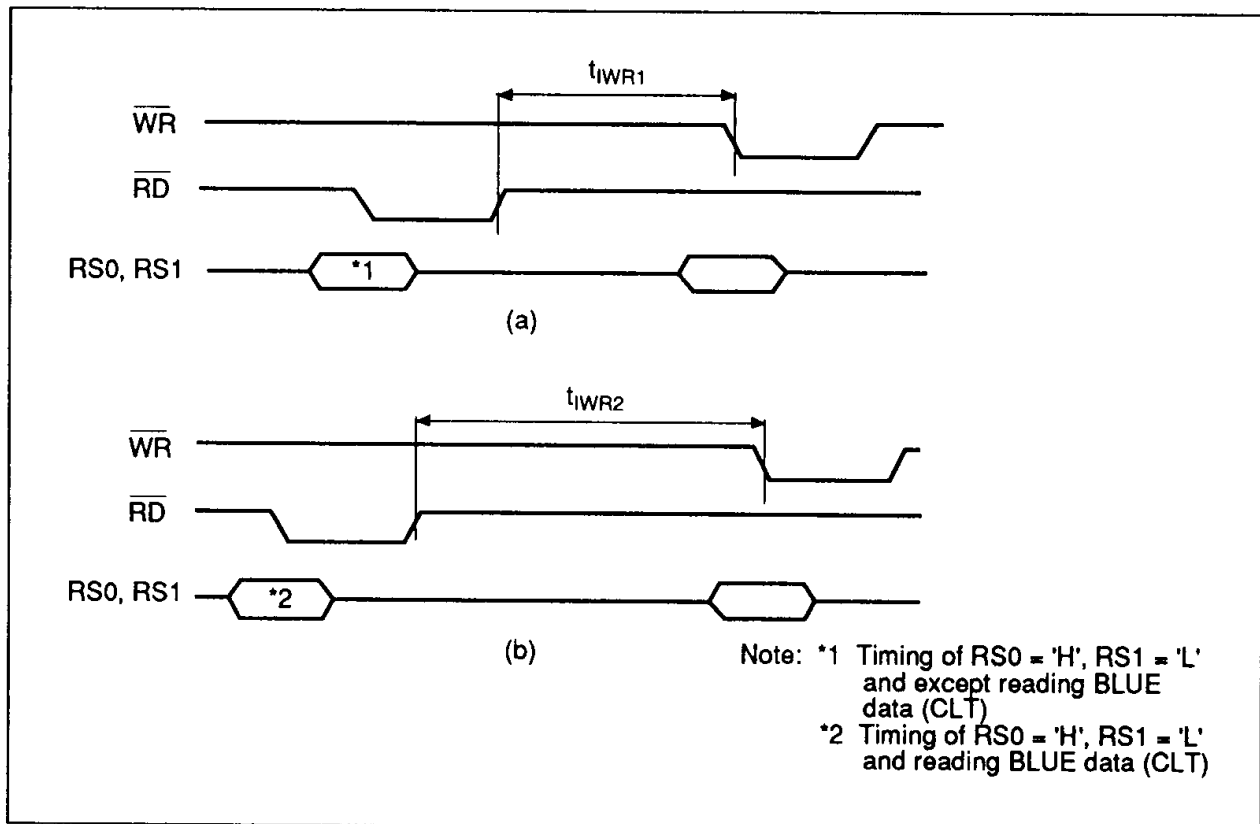 tIWR1
WR
RD
RS0, RS1
*1
(a)
tIWR2
WR
RD
RS0, RS1
*2
(b)
Note: *1 Timing of RS0 = 'H', RS1 = 'L'
and except reading BLUE
data (CLT)
*2 Timing of RS0 = 'H', RS1 = 'L'
and reading BLUE data (CLT)